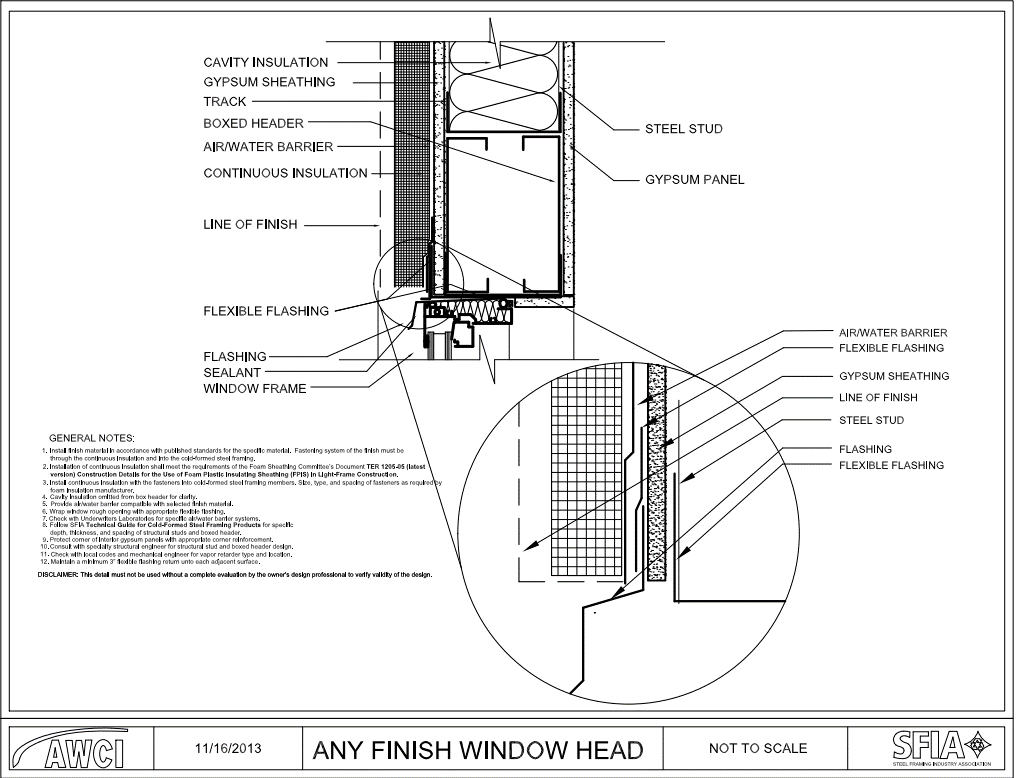 CAVITY INSULATION
GYPSUM SHEATHING
TRACK
BOXED HEADER
AIR/WATER BARRIER
CONTINUOUS INSULATION
LINE OF FINISH
FLEXIBLE FLASHING
FLASHING
SEALANT
WINDOW FRAME
STEEL STUD
GYPSUM PANEL
AIR/WATER BARRIER
FLEXIBLE FLASHING
GYPSUM SHEATHING
LINE OF FINISH
STEEL STUD
FLASHING
FLEXIBLE FLASHING
GENERAL NOTES:
1. Install finish material in accordance with published standards for the specific material. Fastening system of the finish must be
through the continuous insulation and into the cold-formed steel framing.
2. Installation of continuous insulation shall meet the requirements of the Foam Sheathing Committee's Document TER 1205-05 (latest
version) Construction Details for the Use of Foam Plastic Insulating Sheathing (FPIS) in Light-Frame Construction.
3. Install continuous insulation with the fasteners into cold-formed steel framing members. Size, type, and spacing of fasteners as required by
foam insulation manufacturer.
4. Cavity insulation omitted from box header for clarity.
5. Provide air/water barrier compatible with selected finish material.
6. Wrap window rough opening with appropriate flexible flashing.
7. Check with Underwriters Laboratories for specific air/water barrier systems.
8. Follow SFIA Technical Guide for Cold-Formed Steel Framing Products for specific
depth, thickness, and spacing of structural studs and boxed header.
9. Protect corner of interior gypsum panels with appropriate corner reinforcement.
10. Consult with specialty structural engineer for structural stud and boxed header design.
11. Check with local codes and mechanical engineer for vapor retarder type and location.
12. Maintain a minimum 3" flexible flashing return unto each adjacent surface.
DISCLAIMER: This detail must not be used without a complete evaluation by the owner's design professional to verify validity of the design.
AWCI
11/16/2013
ANY FINISH WINDOW HEAD
NOT TO SCALE
SFIA
STEEL FRAMING INDUSTRY ASSOCIATION